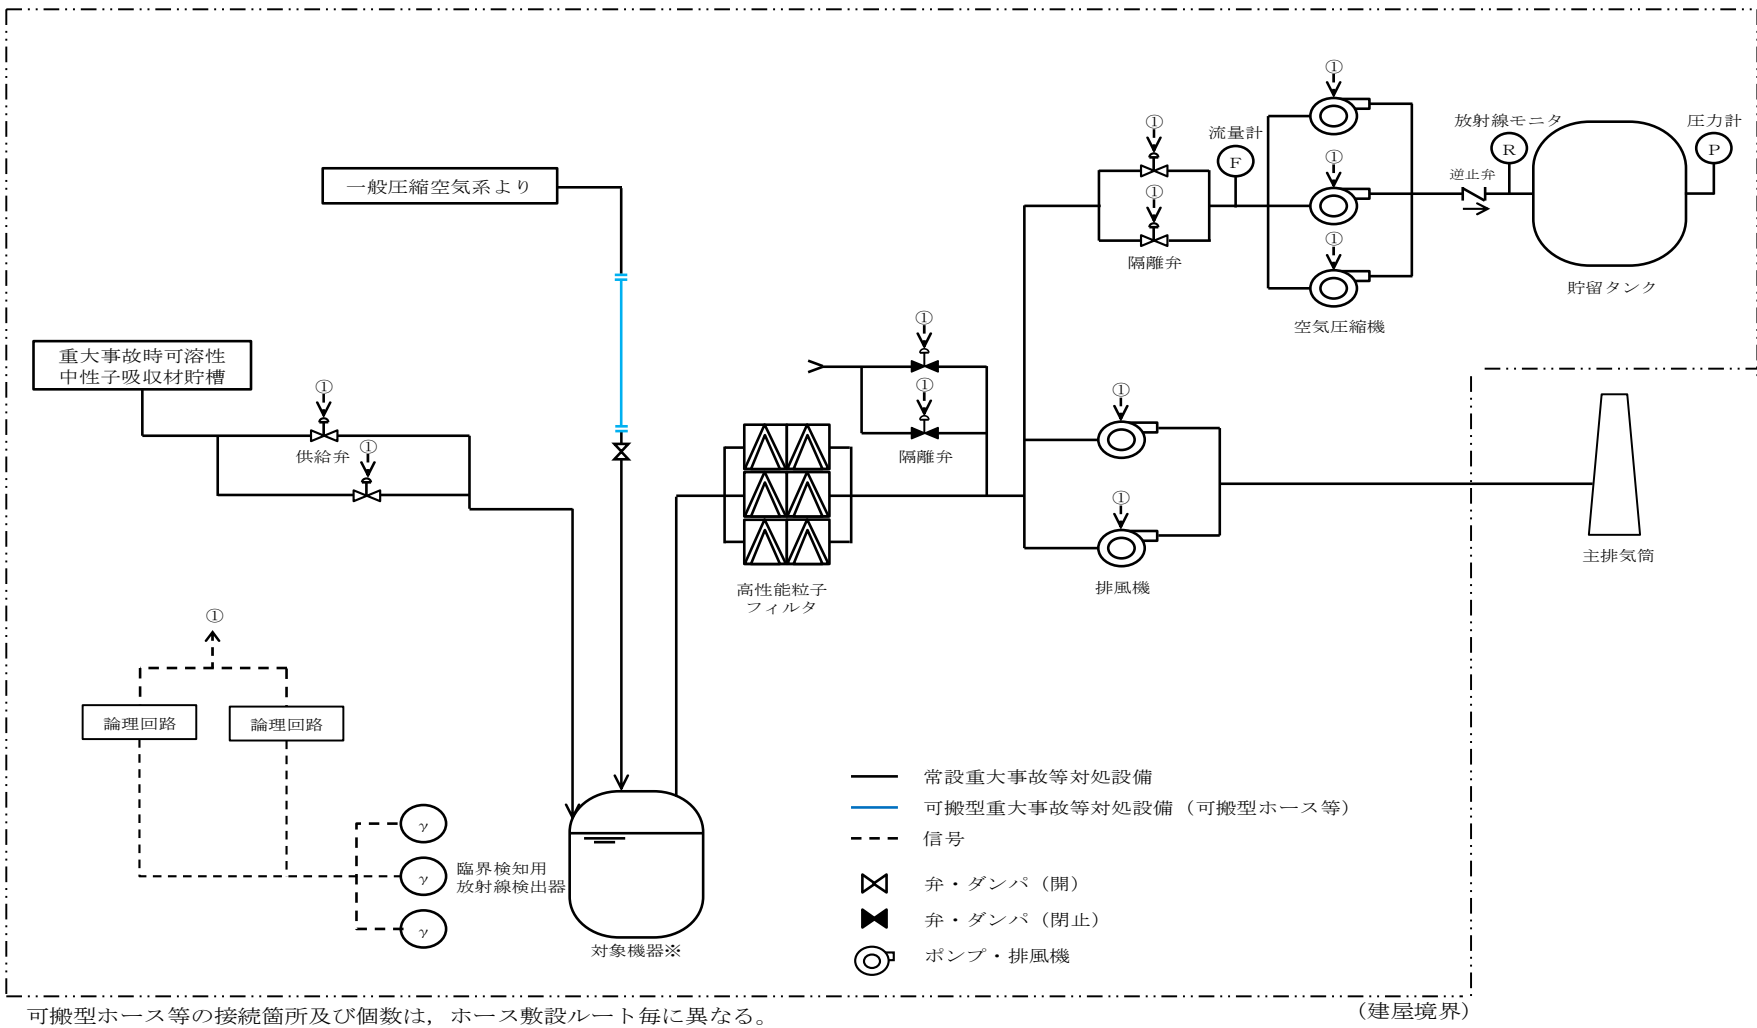 ①
①
①
流量計
F
放射線モニタ
R
圧力計
P
①
逆止弁
一般圧縮空気系より
①
①
隔離弁
貯留タンク
空気圧縮機
①
重大事故時可溶性
中性子吸収材貯槽
①
①
①
①
供給弁
隔離弁
①
主排気筒
排風機
高性能粒子
フィルタ
①
論理回路
論理回路
γ
γ
γ
臨界検知用
放射線検出器
対象機器※
常設重大事故等対処設備
可搬型重大事故等対処設備（可搬型ホース等）
信号
弁・ダンパ（開）
弁・ダンパ（閉止）
ポンプ・排風機
（建屋境界）
可搬型ホース等の接続箇所及び個数は，ホース敷設ルート毎に異なる。